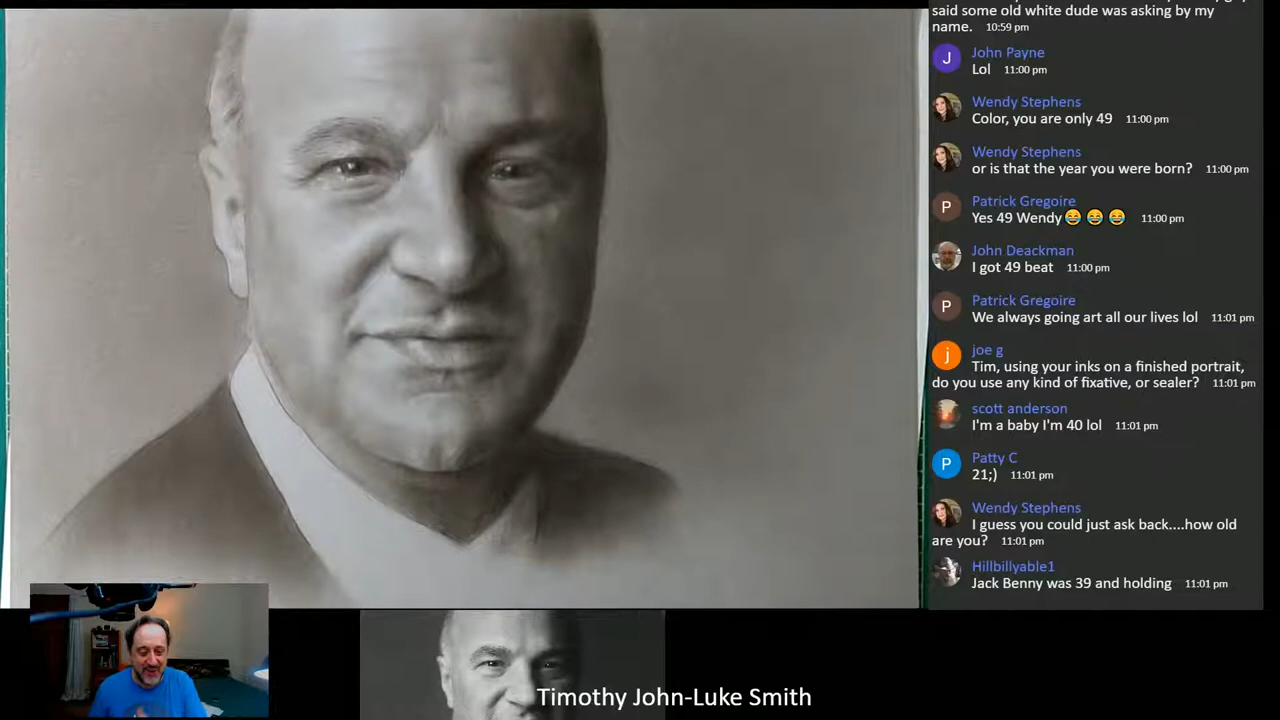 said some old white dude was asking by my
name. 10:59 pm
John Payne
Lol 11:00 pm
Wendy Stephens
Color, you are only 49 11:00 pm
Wendy Stephens
or is that the year you were born? 11:00 pm
Patrick Gregoire
Yes 49 Wendy😂 😂 😂 11:00 pm
John Deackman
I got 49 beat 11:00 pm
Patrick Gregoire
We always going art all our lives lol 11:01 pm
joe g
Tim, using your inks on a finished portrait,
do you use any kind of fixative, or sealer? 11:01 pm
scott anderson
I'm a baby I'm 40 lol 11:01 pm
Patty C
21;) 11:01 pm
Wendy Stephens
I guess you could just ask back....how old
are you? 11:01 pm
Hillbillyable1
Jack Benny was 39 and holding 11:01 pm
J
P
P
j
P
Timothy John-Luke Smith